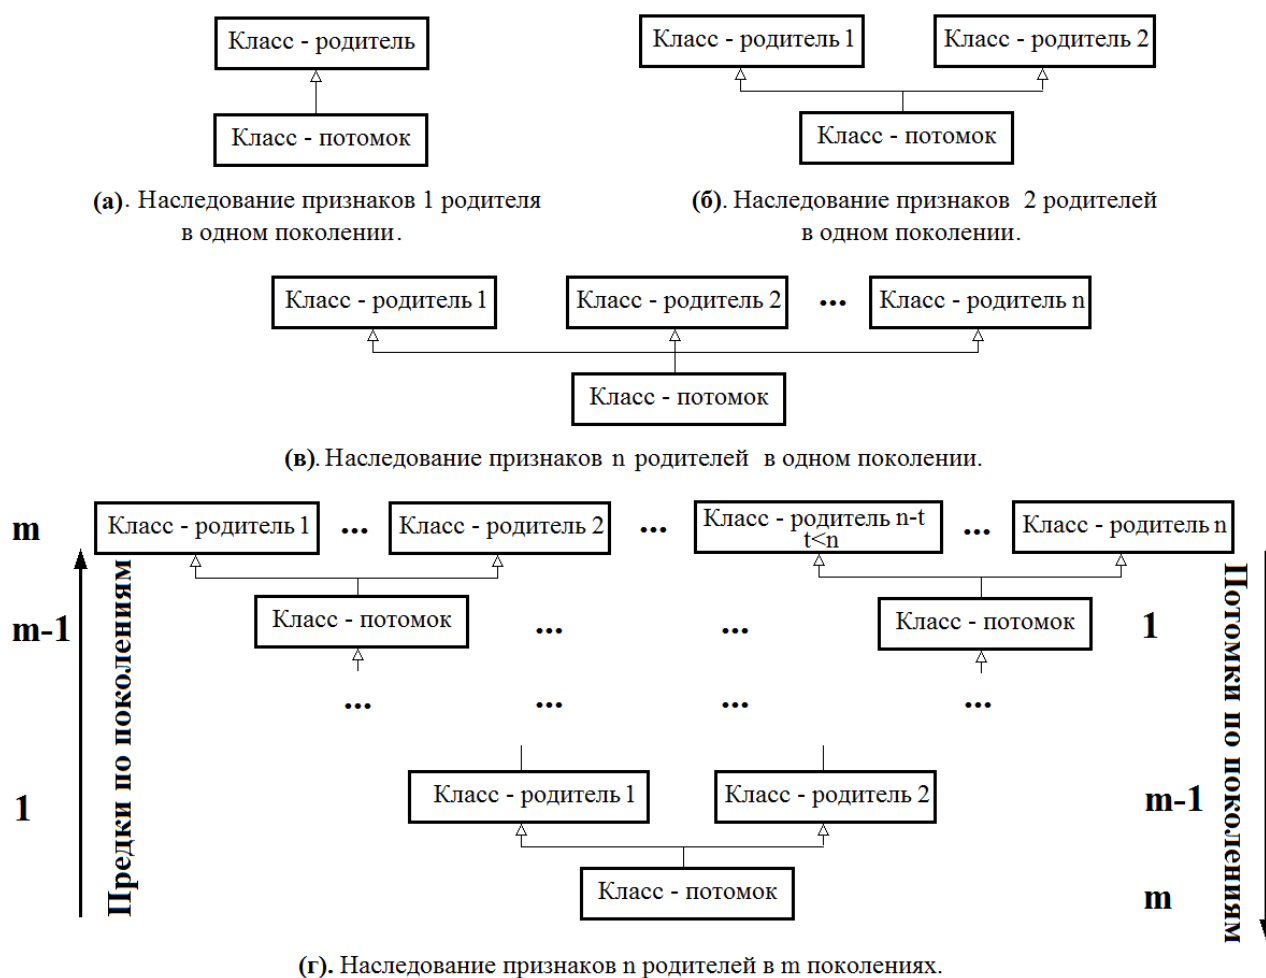 Класс - родитель
Класс - потомок
(а). Наследование признаков 1 родителя
в одном поколении.
Класс - родитель 1
Класс - родитель 2
Класс - потомок
(б). Наследование признаков 2 родителей
в одном поколении.
Класс - родитель 1
Класс - родитель 2
...
Класс - родитель n
Класс - потомок
(в). Наследование признаков n родителей в одном поколении.
m
Класс - родитель 1
...
Класс - родитель 2
...
Класс - родитель n-t
t<n
...
Класс - родитель n
m-1
Класс - потомок
...
...
Класс - потомок
1
...
...
...
...
1
Класс - родитель 1
Класс - родитель 2
m-1
Класс - потомок
m
Предки по поколениям
Потомки по поколениям
(г). Наследование признаков n родителей в m поколениях.